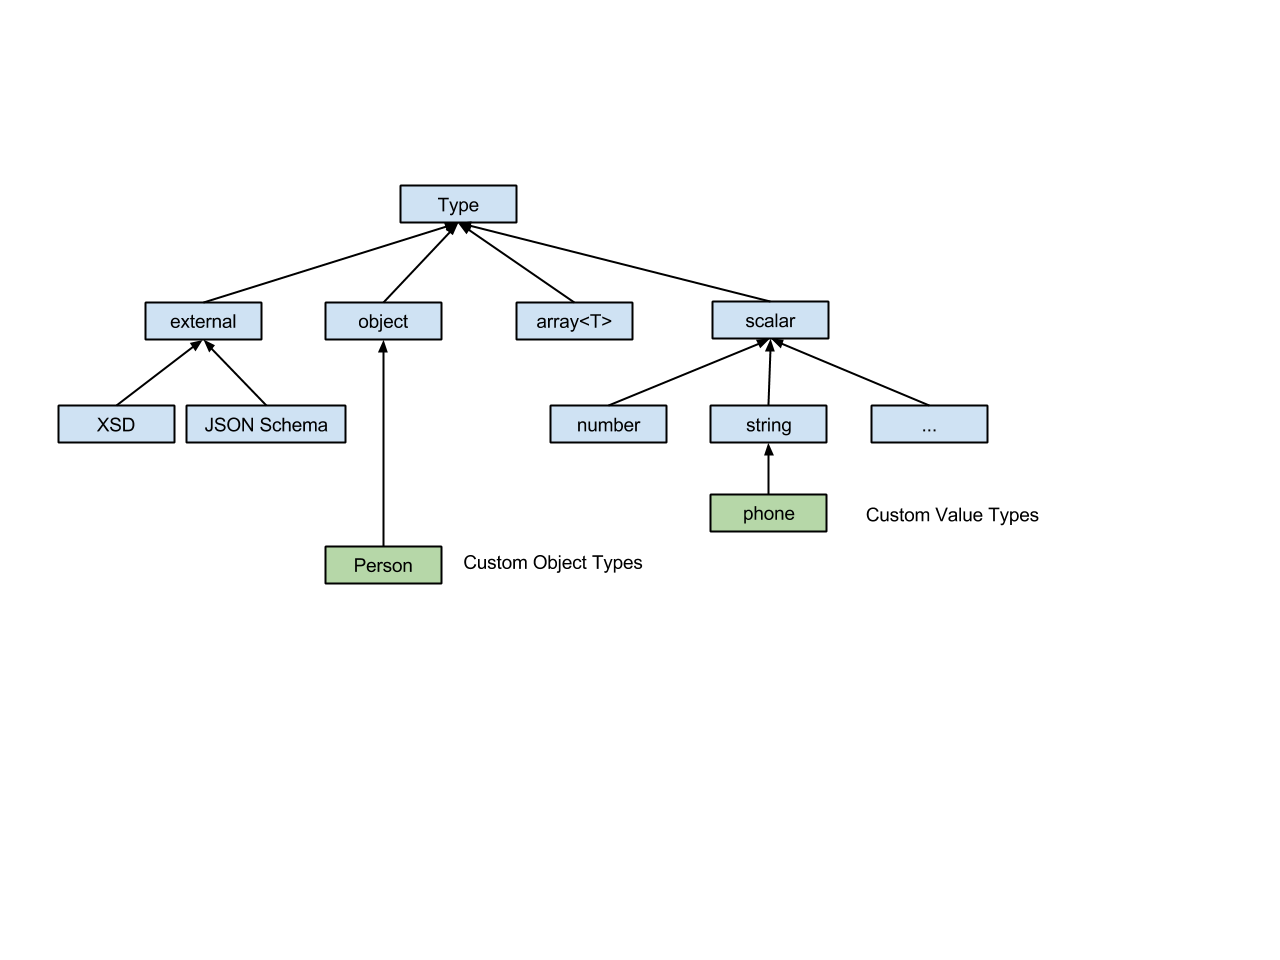 Type
external
object
array<T>
scalar
XSD
JSON Schema
number
string
...
phone
Custom Value Types
Person
Custom Object Types